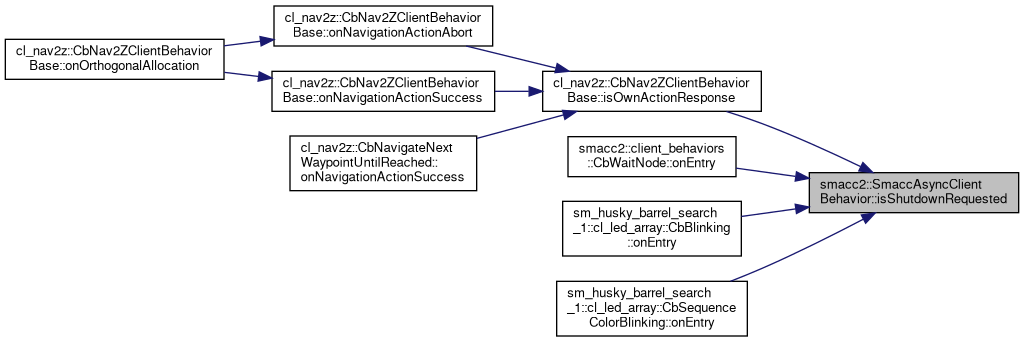 cl_nav2z::CbNav2ZClientBehavior
Base::onNavigationActionAbort
cl_nav2z::CbNav2ZClientBehavior
Base::onOrthogonalAllocation
cl_nav2z::CbNav2ZClientBehavior
Base::onNavigationActionSuccess
cl_nav2z::CbNav2ZClientBehavior
Base::isOwnActionResponse
cl_nav2z::CbNavigateNext
WaypointUntilReached::
onNavigationActionSuccess
smacc2::client_behaviors
::CbWaitNode::onEntry
smacc2::SmaccAsyncClient
Behavior::isShutdownRequested
sm_husky_barrel_search
_1::cl_led_array::CbBlinking
::onEntry
sm_husky_barrel_search
_1::cl_led_array::CbSequence
ColorBlinking::onEntry